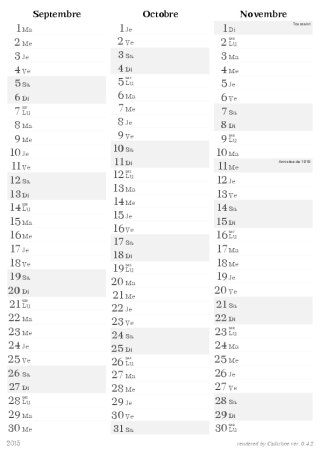 Septembre
1 Ma
2 Me
3 Je
4 Ve
5 Sa
6 Di
7 Lu
8 Ma
9 Me
10 Je
11 Ve
12 Sa
13 Di
14 Lu
15 Ma
16 Me
17 Je
18 Ve
19 Sa
20 Di
21 Lu
22 Ma
23 Me
24 Je
25 Ve
26 Sa
27 Di
28 Lu
29 Ma
30 Me
Octobre
1 Je
2 Ve
3 Sa
4 Di
5 Lu
6 Ma
7 Me
8 Je
9 Ve
10 Sa
11 Di
12 Lu
13 Ma
14 Me
15 Je
16 Ve
17 Sa
18 Di
19 Lu
20 Ma
21 Me
22 Je
23 Ve
24 Sa
25 Di
26 Lu
27 Ma
28 Me
29 Je
30 Ve
31 Sa
Novembre
1 Di Toussaint
2 Lu
3 Ma
4 Me
5 Je
6 Ve
7 Sa
8 Di
9 Lu
10 Ma
11 Me Armistice de 1918
12 Je
13 Ve
14 Sa
15 Di
16 Lu
17 Ma
18 Me
19 Je
20 Ve
21 Sa
22 Di
23 Lu
24 Ma
25 Me
26 Je
27 Ve
28 Sa
29 Di
30 Lu
2015
rendered by